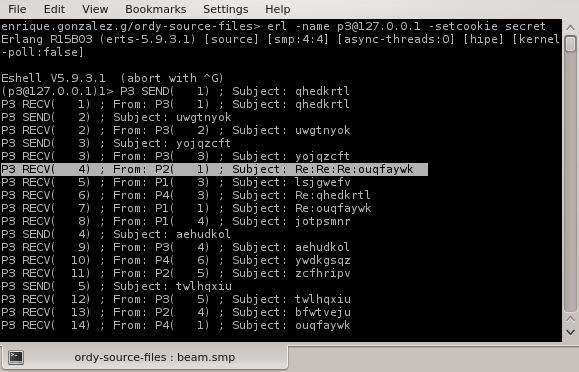 File Edit View Bookmarks Settings Help
enrique.gonzalez.g/ordy-source-files> erl -name p3@127.0.0.1 -setcookie secret
Erlang R15B03 (erts-5.9.3.1) [source] [smp:4:4] [async-threads:0] [hipe] [kernel
-poll:false]
Eshell V5.9.3.1  (abort with ^G)
(p3@127.0.0.1)1> P3 SEND(   1) ; Subject: qhedkrtl
P3 RECV(   1) ; From: P3(   1) ; Subject: qhedkrtl
P3 SEND(   2) ; Subject: uwgtnyok
P3 RECV(   2) ; From: P3(   2) ; Subject: uwgtnyok
P3 SEND(   3) ; Subject: yojqzcft
P3 RECV(   3) ; From: P3(   3) ; Subject: yojqzcft
P3 RECV(   4) ; From: P2(   1) ; Subject: Re:Re:Re:ouqfaywk
P3 RECV(   5) ; From: P1(   3) ; Subject: lsjgwefv
P3 RECV(   6) ; From: P4(   3) ; Subject: Re:qhedkrtl
P3 RECV(   7) ; From: P1(   1) ; Subject: Re:ouqfaywk
P3 RECV(   8) ; From: P1(   4) ; Subject: jotpsmnr
P3 SEND(   4) ; Subject: aehudkol
P3 RECV(   9) ; From: P3(   4) ; Subject: aehudkol
P3 RECV(  10) ; From: P4(   6) ; Subject: ywdkgsqz
P3 RECV(  11) ; From: P2(   5) ; Subject: zcfhripv
P3 SEND(   5) ; Subject: twlhqxiu
P3 RECV(  12) ; From: P3(   5) ; Subject: twlhqxiu
P3 RECV(  13) ; From: P2(   4) ; Subject: bfwtveju
P3 RECV(  14) ; From: P4(   1) ; Subject: ouqfaywk
ordy-source-files : beam.smp